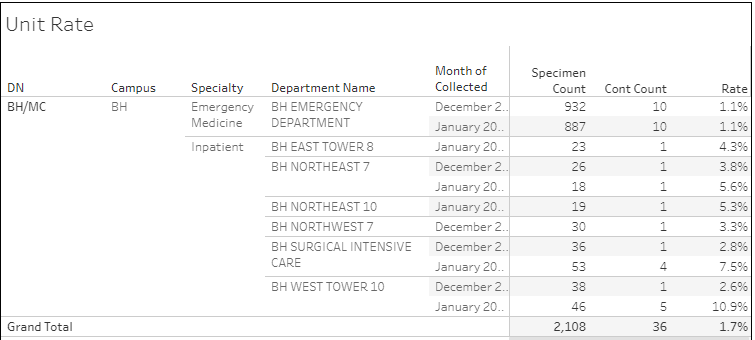 Unit Rate
Month of Specimen
DN Campus Specialty Department Name Collected Count Cont Count Rate
BH/MC BH Emergency BH EMERGENCY December 2.. 932 10 1.1%
Medicine DEPARTMENT January 20.. 887 10 1.1%
Inpatient BH EAST TOWER 8 January 20.. 23 1 4.3%
BH NORTHEAST 7 December 2.. 26 1 3.8%
January 20.. 18 1 5.6%
BH NORTHEAST 10 January 20.. 19 1 5.3%
BH NORTHWEST 7 December 2.. 30 1 3.3%
BH SURGICAL INTENSIVE December 2.. 36 1 2.8%
CARE January 20.. 53 4 7.5%
BH WEST TOWER 10 December 2.. 38 1 2.6%
January 20.. 46 5 10.9%
Grand Total 2,108 36 1.7%